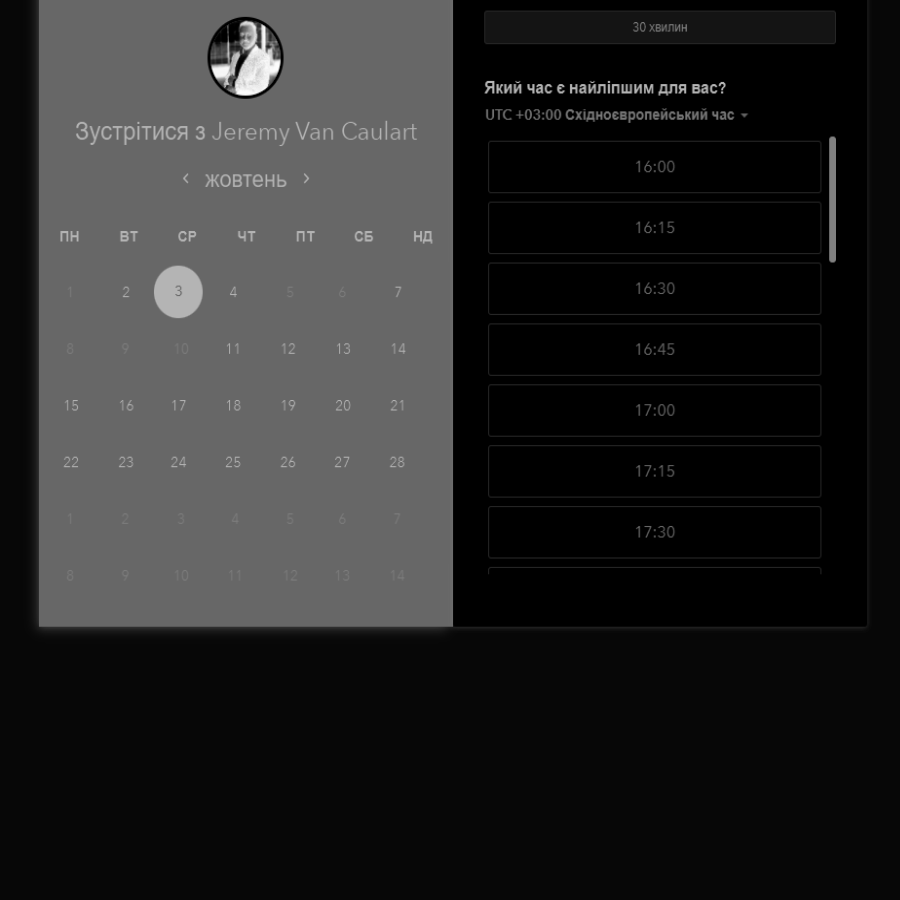 Зустрітися з Jeremy Van Caulart
‹ жовтень ›
ПН ВТ СР ЧТ ПТ СБ НД
1 2 3 4 5 6 7
8 9 10 11 12 13 14
15 16 17 18 19 20 21
22 23 24 25 26 27 28
1 2 3 4 5 6 7
8 9 10 11 12 13 14
30 хвилин
Який час є найліпшим для вас?
UTC +03:00 Східноєвропейський час
16:00
16:15
16:30
16:45
17:00
17:15
17:30